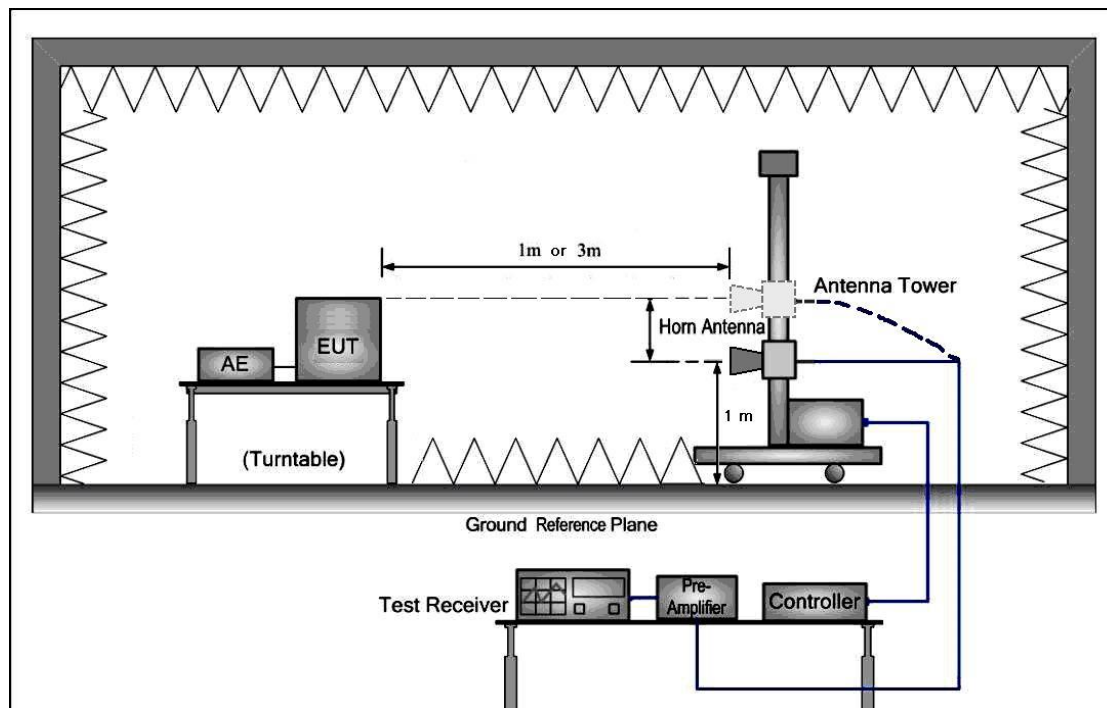 1m or 3m
Antenna Tower
Horn Antenna
EUT
AE
1 m
(Turntable)
Ground Reference Plane
Test Receiver
Pre-
Amplifier
Controller